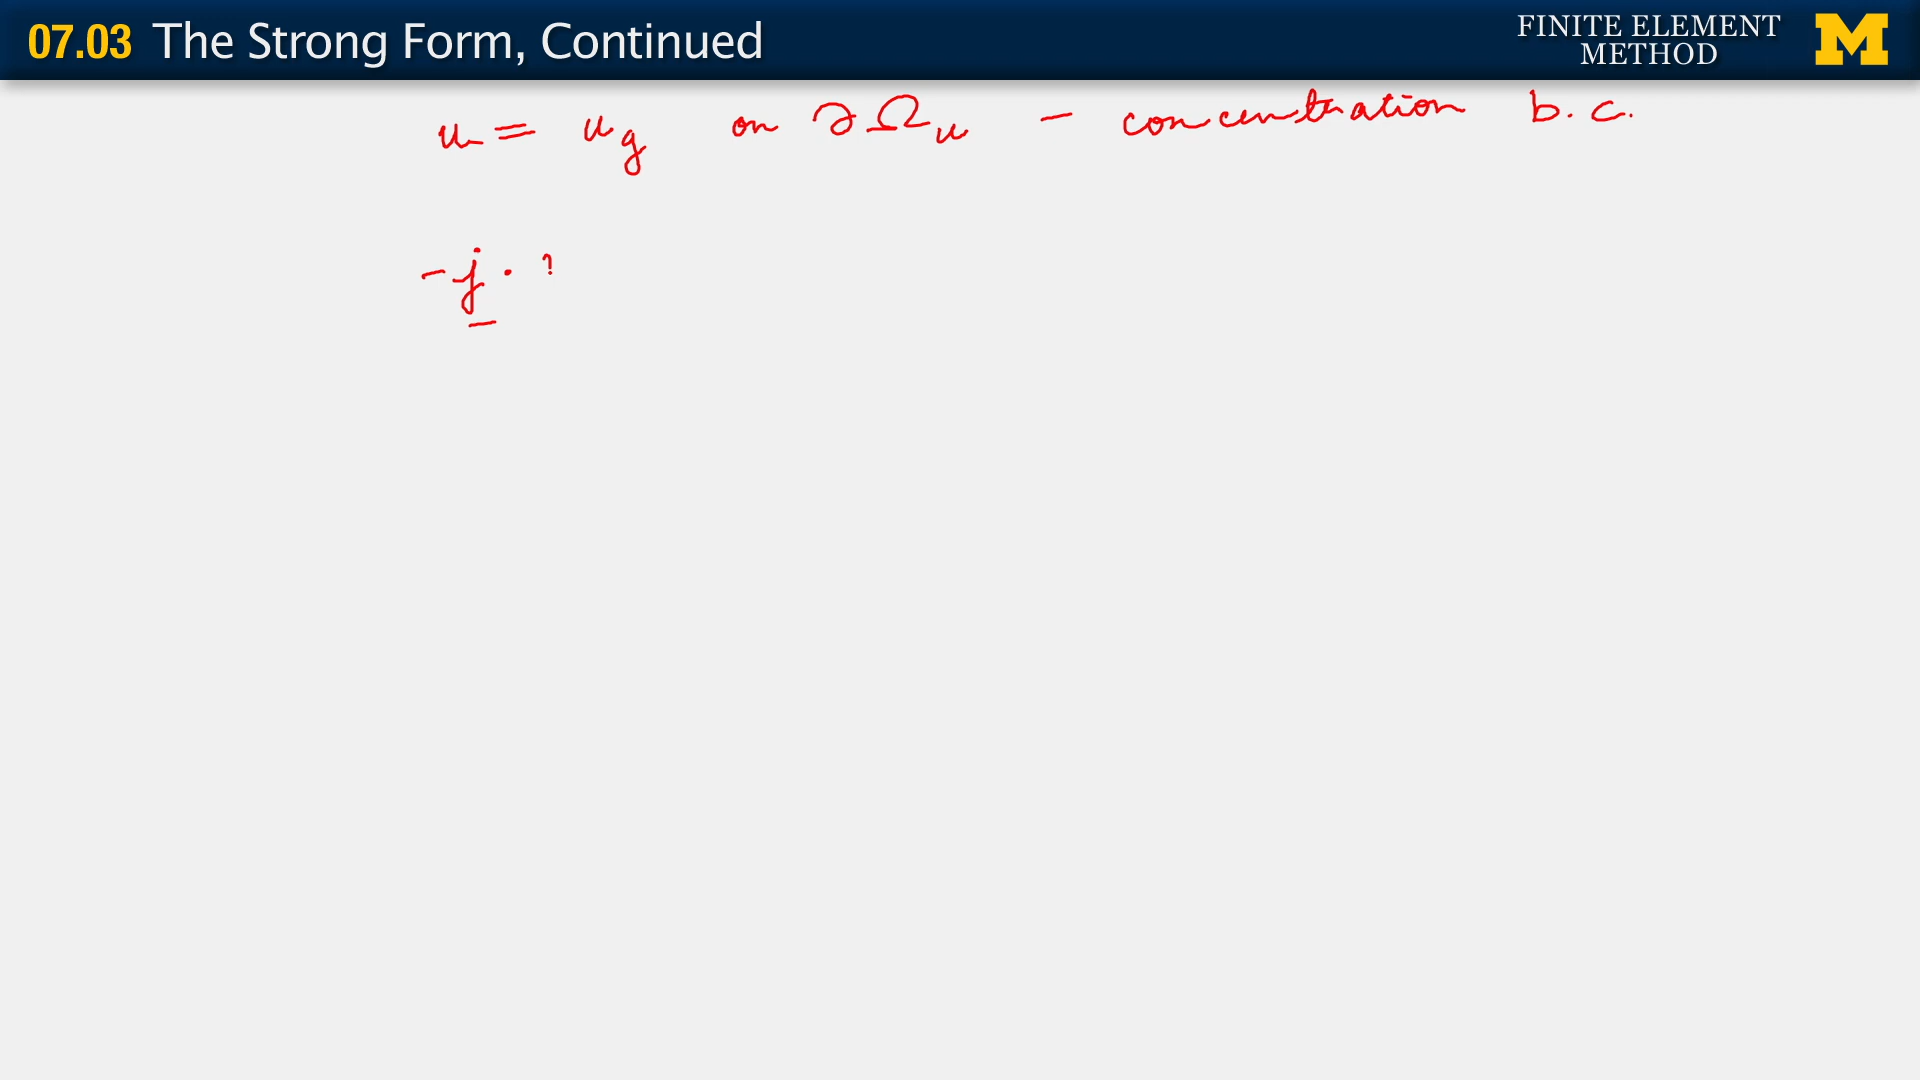 07.03 The Strong Form, Continued
FINITE ELEMENT
METHOD
M
u = u_g on ∂Ω_u - concentration b.c.
-j ·